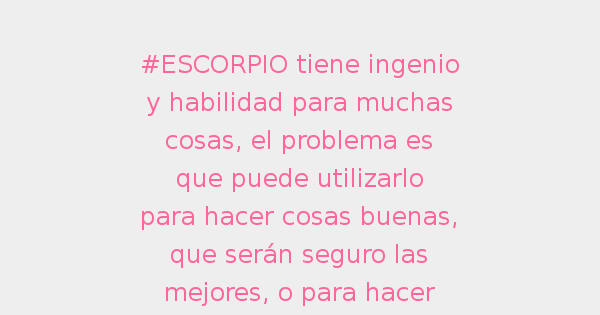 #ESCORPIO tiene ingenio
y habilidad para muchas
cosas, el problema es
que puede utilizarlo
para hacer cosas buenas,
que serán seguro las
mejores, o para hacer